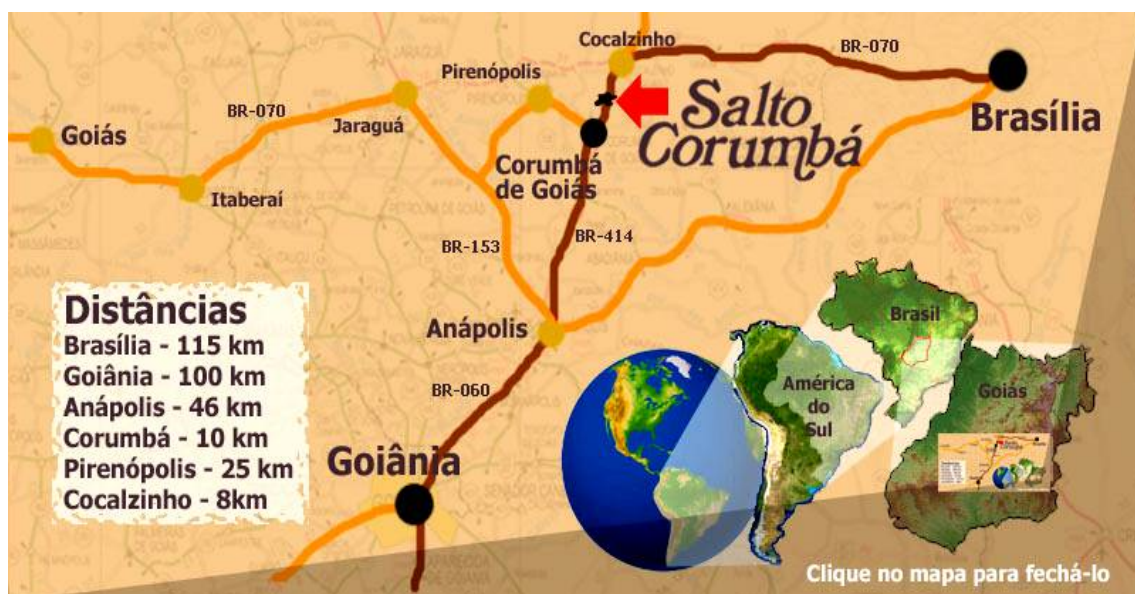 Cocalzinho
BR-070
Pirenópolis
BR-070
Salto
Corumbá
Brasília
Goiás
Jaraguá
Corumbá
de Goiás
Itaberaí
BR-414
BR-153
Distâncias
Brasília - 115 km
Goiânia - 100 km
Anápolis - 46 km
Corumbá - 10 km
Pirenópolis - 25 km
Cocalzinho - 8km
Anápolis
BR-060
Goiânia
Brasil
América
do
Sul
Goiás
Clique no mapa para fechá-lo